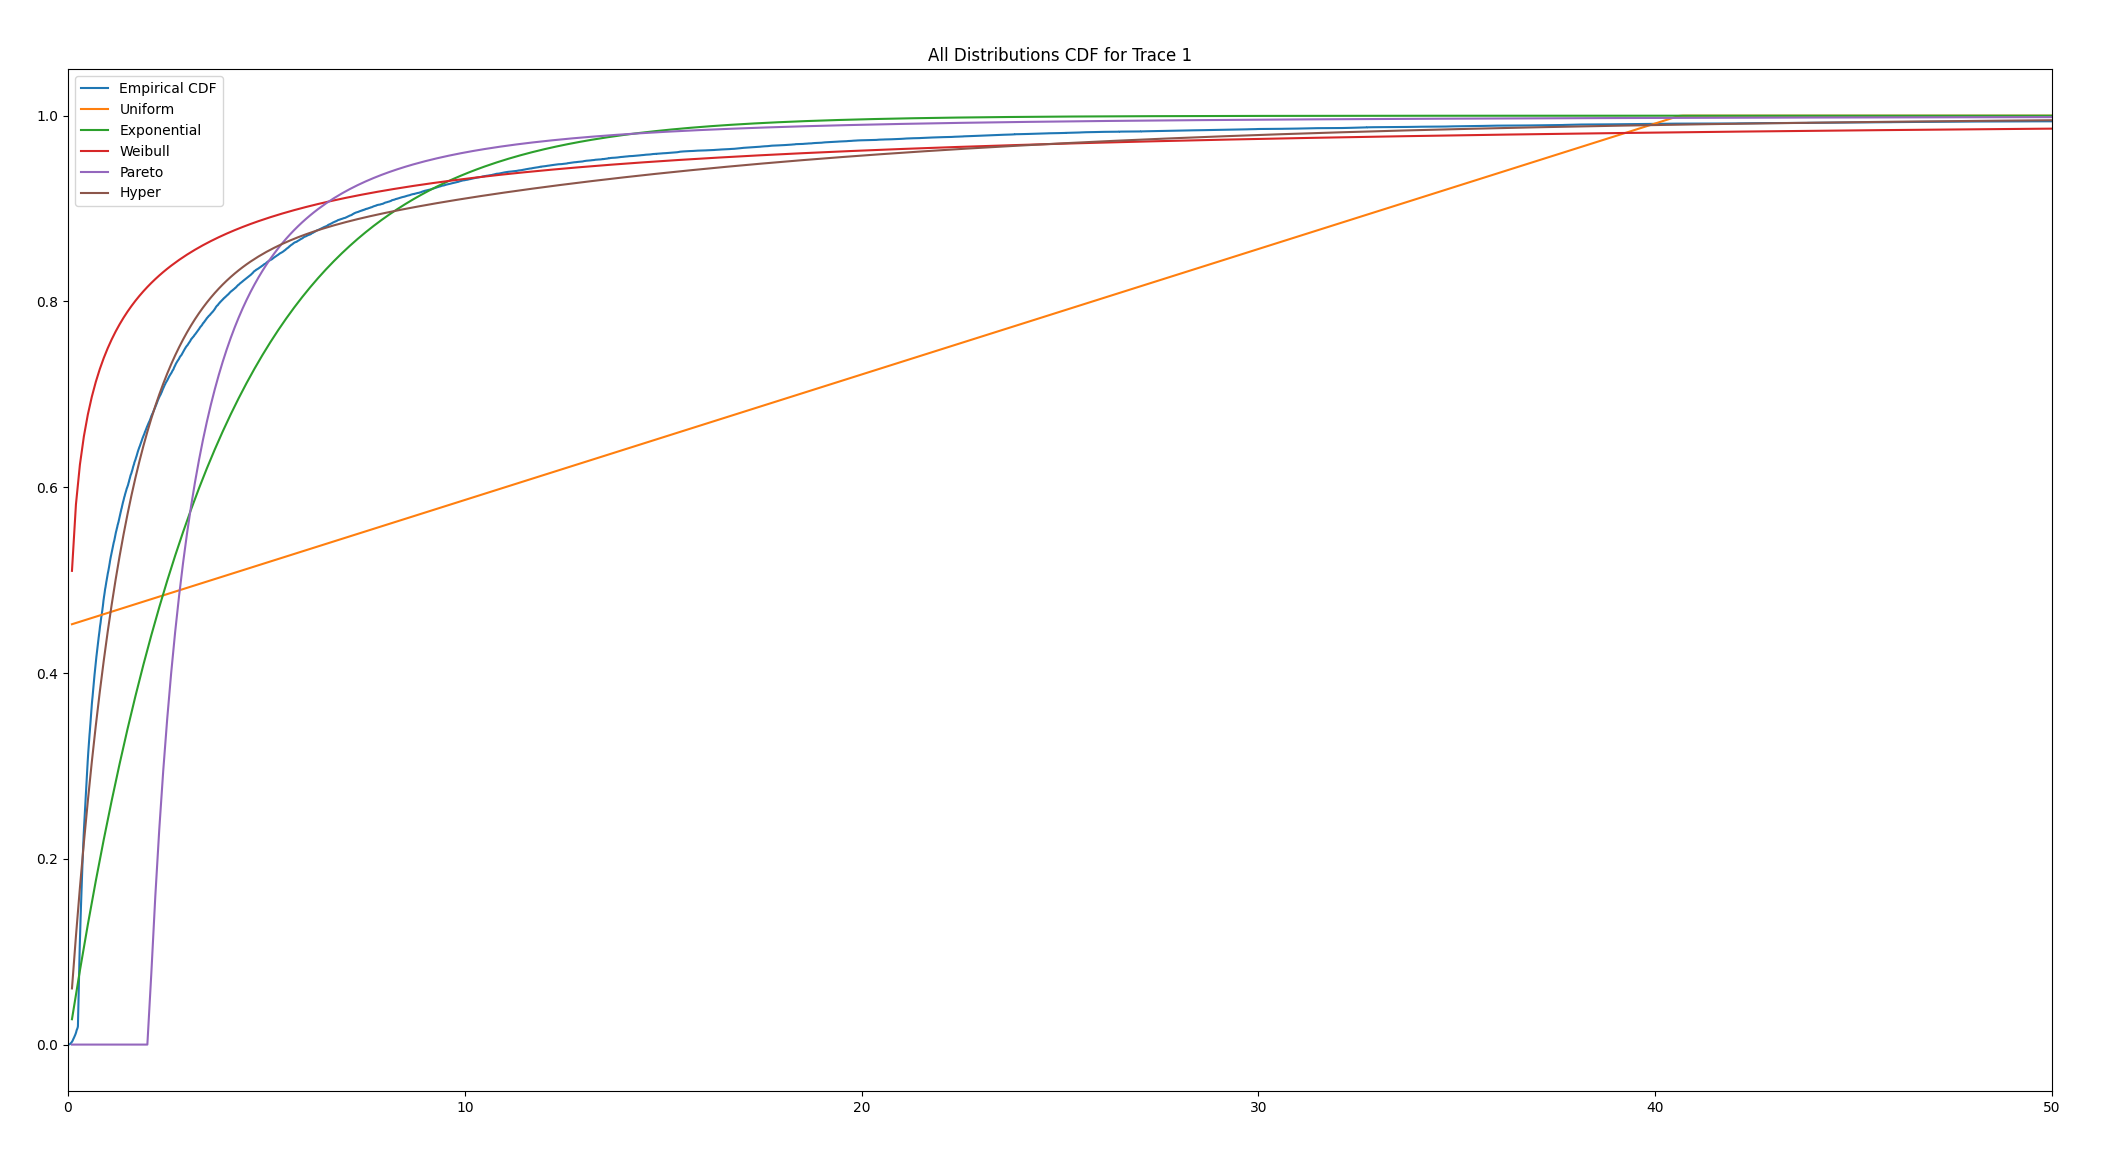 All Distributions CDF for Trace 1
Empirical CDF
Uniform
Exponential
Weibull
Pareto
Hyper
1.0
0.8
0.6
0.4
0.2
0.0
0 10 20 30 40 50